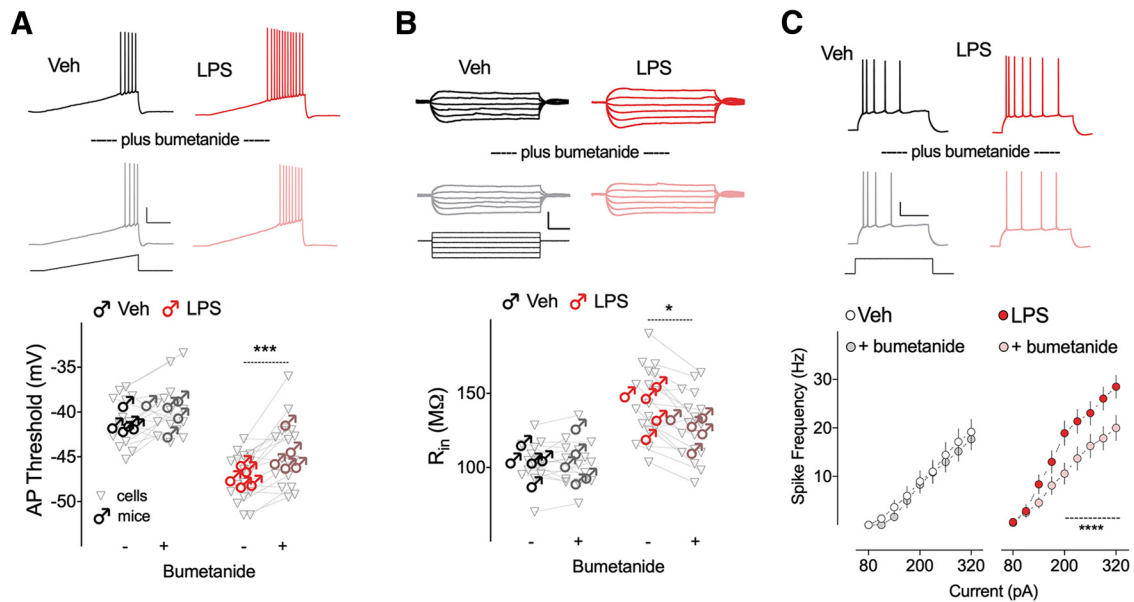 A
Veh
LPS
----- plus bumetanide -----
♂ Veh ♂ LPS
AP Threshold (mV)
-35
-40
-45
-50
***
cells
mice
- + - +
Bumetanide
B
Veh
LPS
----- plus bumetanide -----
♂ Veh ♂ LPS
Rin (MΩ)
150
100
*
- + - +
Bumetanide
C
Veh
LPS
----- plus bumetanide -----
Veh
+ bumetanide
LPS
+ bumetanide
Spike Frequency (Hz)
30
20
10
****
80 200 320 80 200 320
Current (pA)